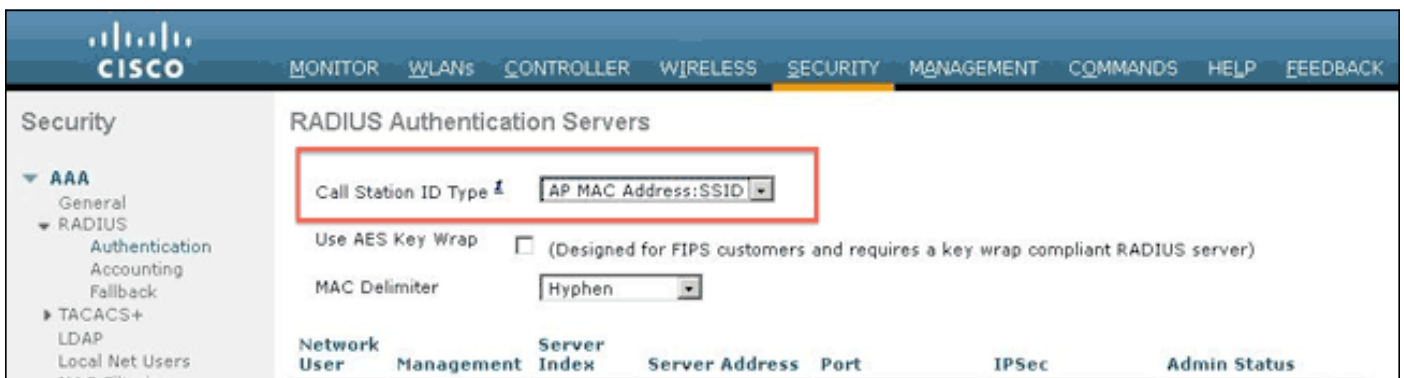 CISCO
MONITOR WLANs CONTROLLER WIRELESS SECURITY MANAGEMENT COMMANDS HELP FEEDBACK
Security
AAA
General
RADIUS
Authentication
Accounting
Fallback
TACACS+
LDAP
Local Net Users
RADIUS Authentication Servers
Call Station ID Type 1 AP MAC Address:SSID
Use AES Key Wrap (Designed for FIPS customers and requires a key wrap compliant RADIUS server)
MAC Delimiter Hyphen
Network User Management Server Index Server Address Port IPSec Admin Status